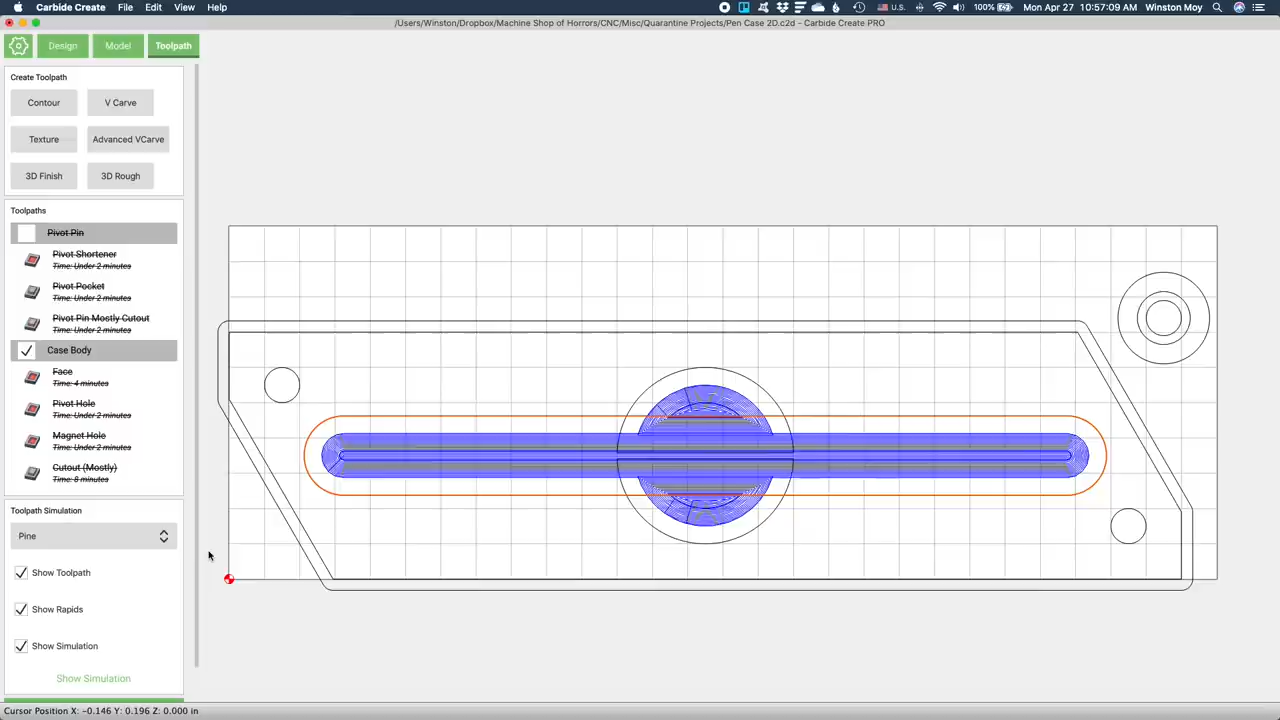 Carbide Create File Edit View Help
U.S. 100% Mon Apr 27 10:57:09 AM Winston Moy
/Users/Winston/Dropbox/Machine Shop of Horrors/CNC/Misc/Quarantine Projects/Pen Case 2D.c2d - Carbide Create PRO
Design Model Toolpath
Create Toolpath
Contour V Carve
Texture Advanced VCarve
3D Finish 3D Rough
Toolpaths
Pivot Pin
Pivot Shortener
Time: Under 2 minutes
Pivot Pocket
Time: Under 2 minutes
Pivot Pin Mostly Cutout
Time: Under 2 minutes
Case Body
Face
Time: 4 minutes
Pivot Hole
Time: Under 2 minutes
Magnet Hole
Time: Under 2 minutes
Cutout (Mostly)
Time: 8 minutes
Toolpath Simulation
Pine
Show Toolpath
Show Rapids
Show Simulation
Show Simulation
Cursor Position X: -0.146 Y: 0.196 Z: 0.000 in